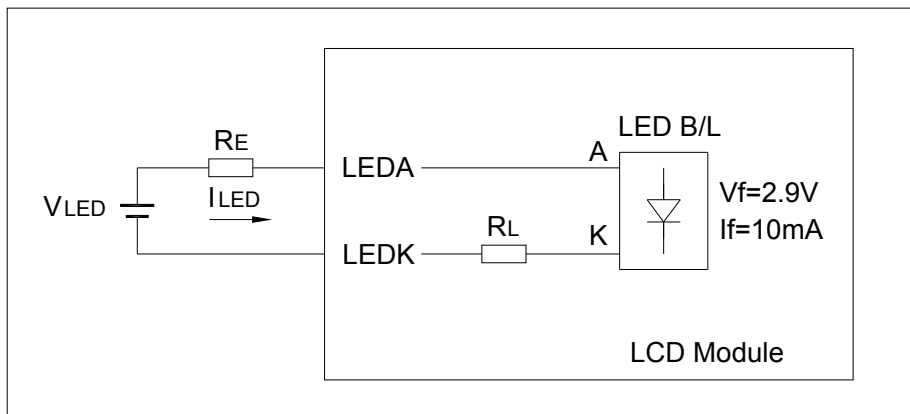 LED B/L
RE
LEDA
A
VLED
ILED
Vf=2.9V
If=10mA
LEDK
RL
K
LCD Module